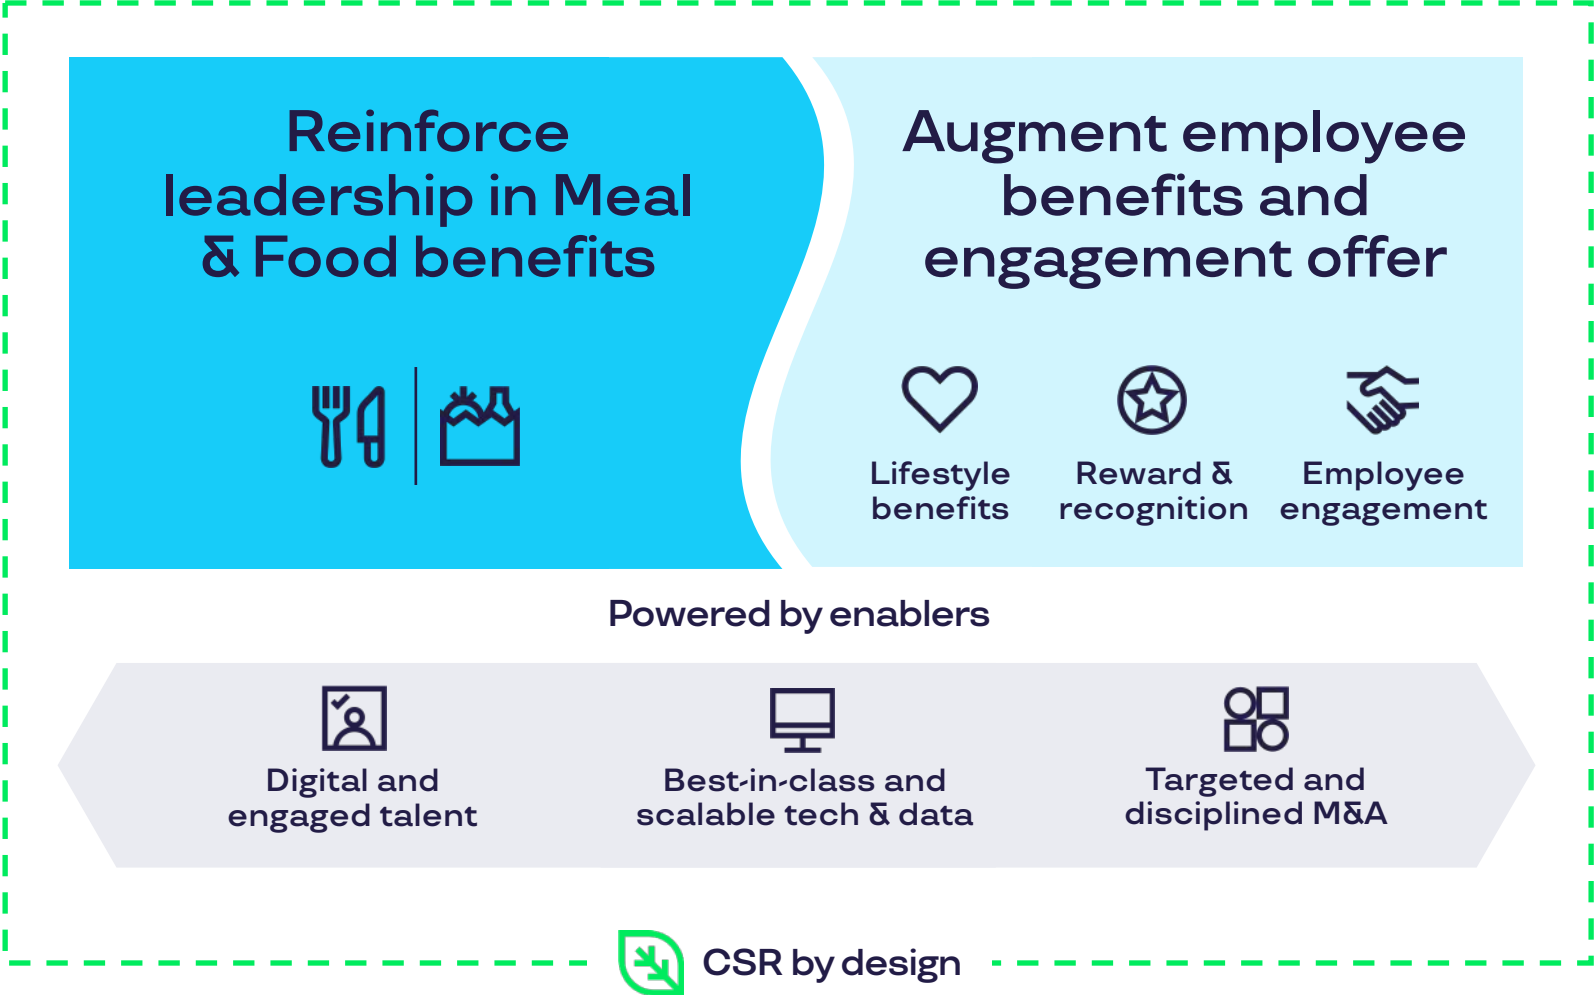 Reinforce
leadership in Meal
& Food benefits
Augment employee
benefits and
engagement offer
Lifestyle
benefits
Reward &
recognition
Employee
engagement
Powered by enablers
Digital and
engaged talent
Best-in-class and
scalable tech & data
Targeted and
disciplined M&A
CSR by design